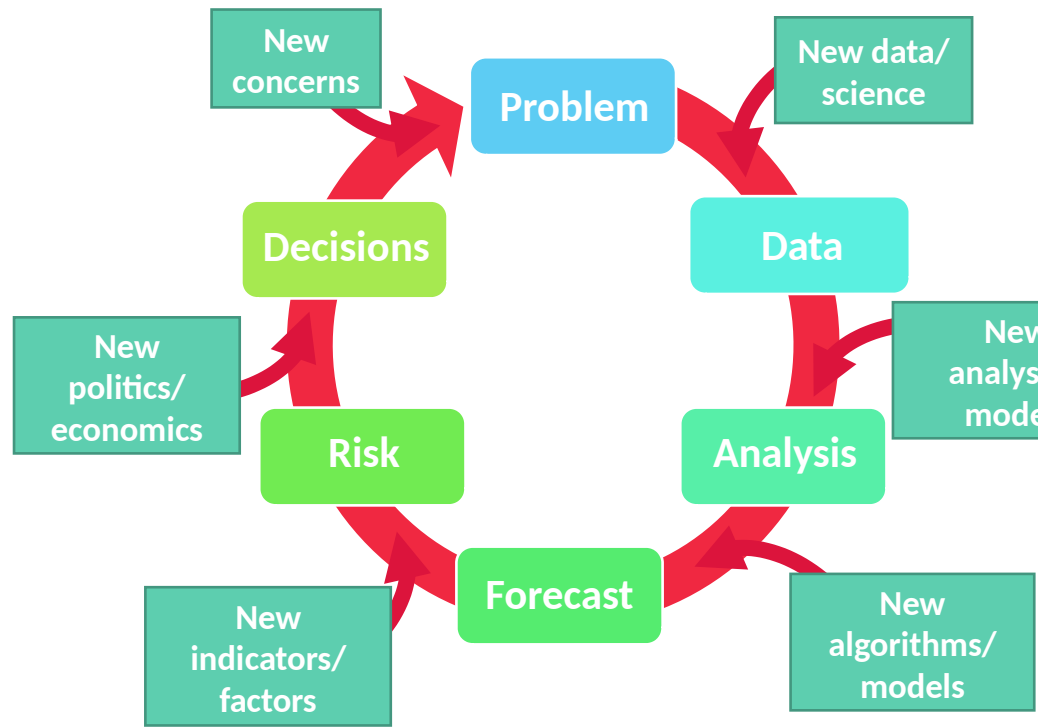 New
concerns
Problem
New data/
science
Decisions
Data
New
politics/
economics
Risk
Analysis
Forecast
New
indicators/
factors
New
algorithms/
models